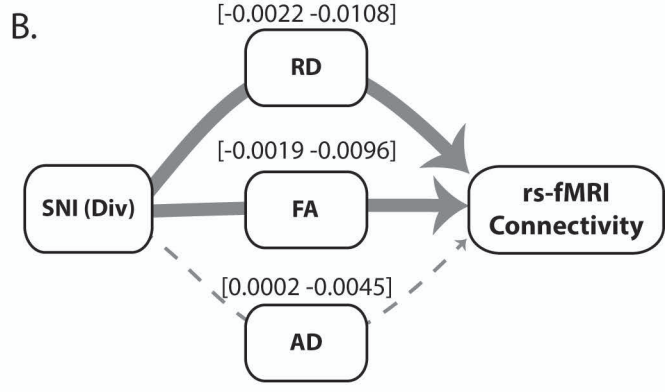 B.
[-0.0022 -0.0108]
RD
[-0.0019 -0.0096]
SNI (Div)
FA
rs-fMRI
Connectivity
[0.0002 -0.0045]
AD